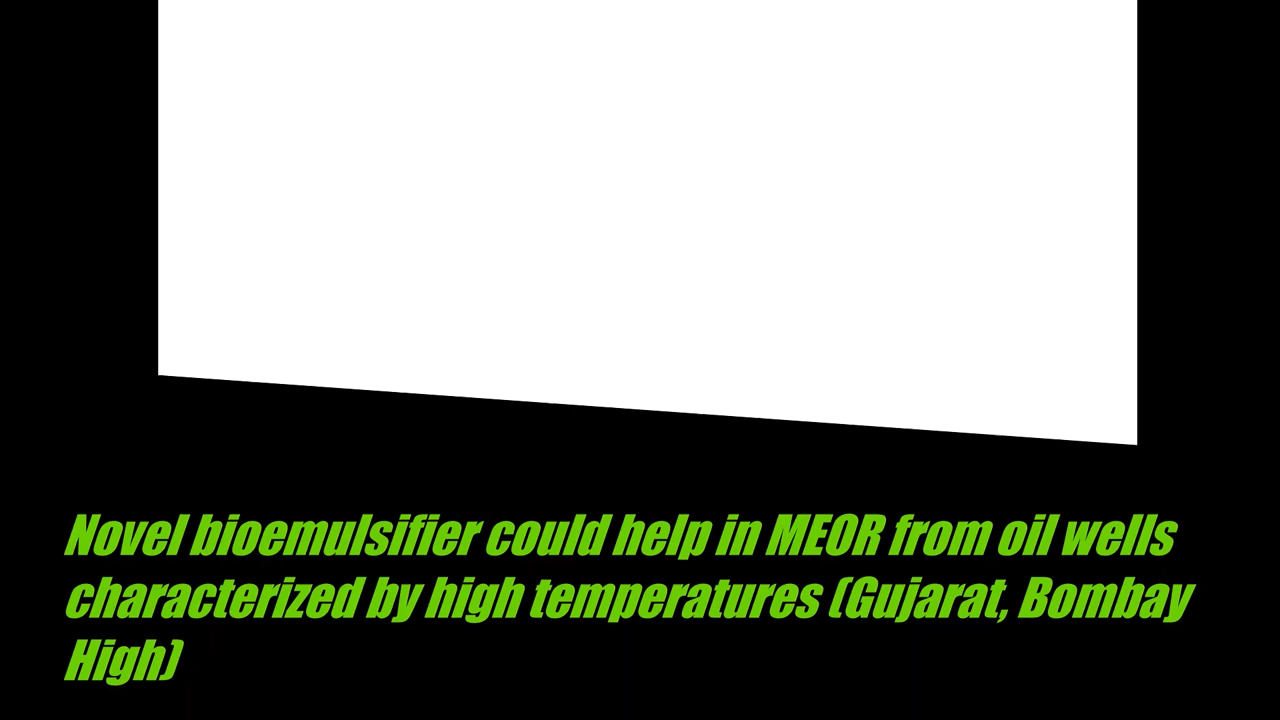 Novel bioemulsifier could help in MEOR from oil wells
characterized by high temperatures (Gujarat, Bombay
High)